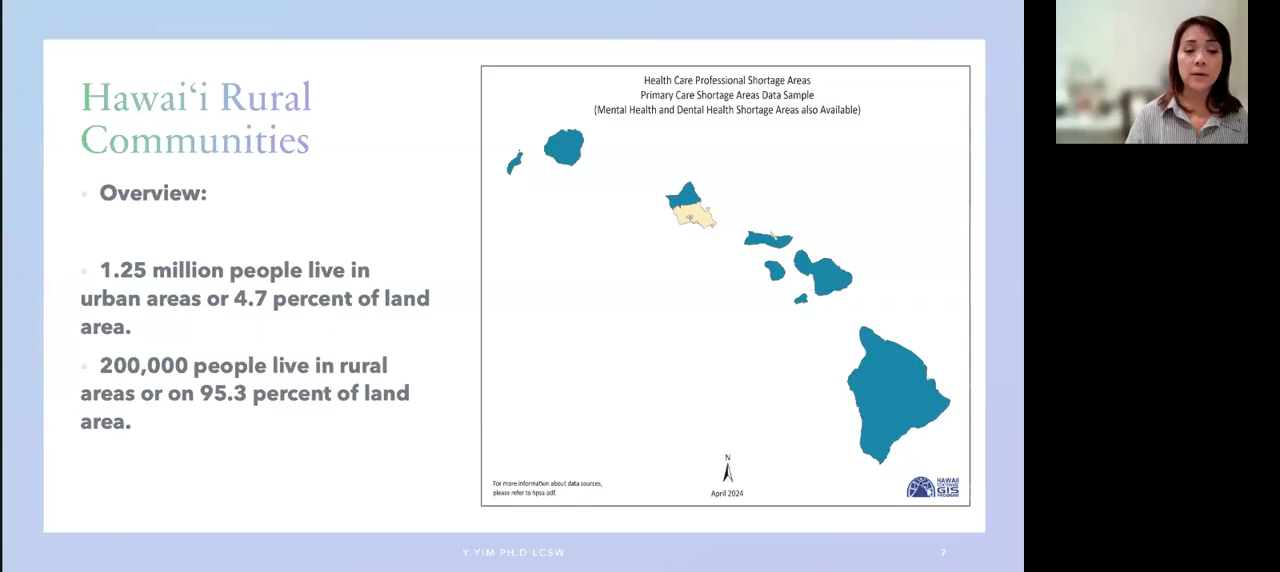 Hawaiʻi Rural
Communities
Overview:
1.25 million people live in
urban areas or 4.7 percent of land
area.
200,000 people live in rural
areas or on 95.3 percent of land
area.
Health Care Professional Shortage Areas
Primary Care Shortage Areas Data Sample
(Mental Health and Dental Health Shortage Areas also Available)
N
April 2024
For more information about data sources,
please refer to hpsa.pdf.
HAWAII
STATEWIDE
GIS
PROGRAM
Y.YIM PH.D LCSW
7